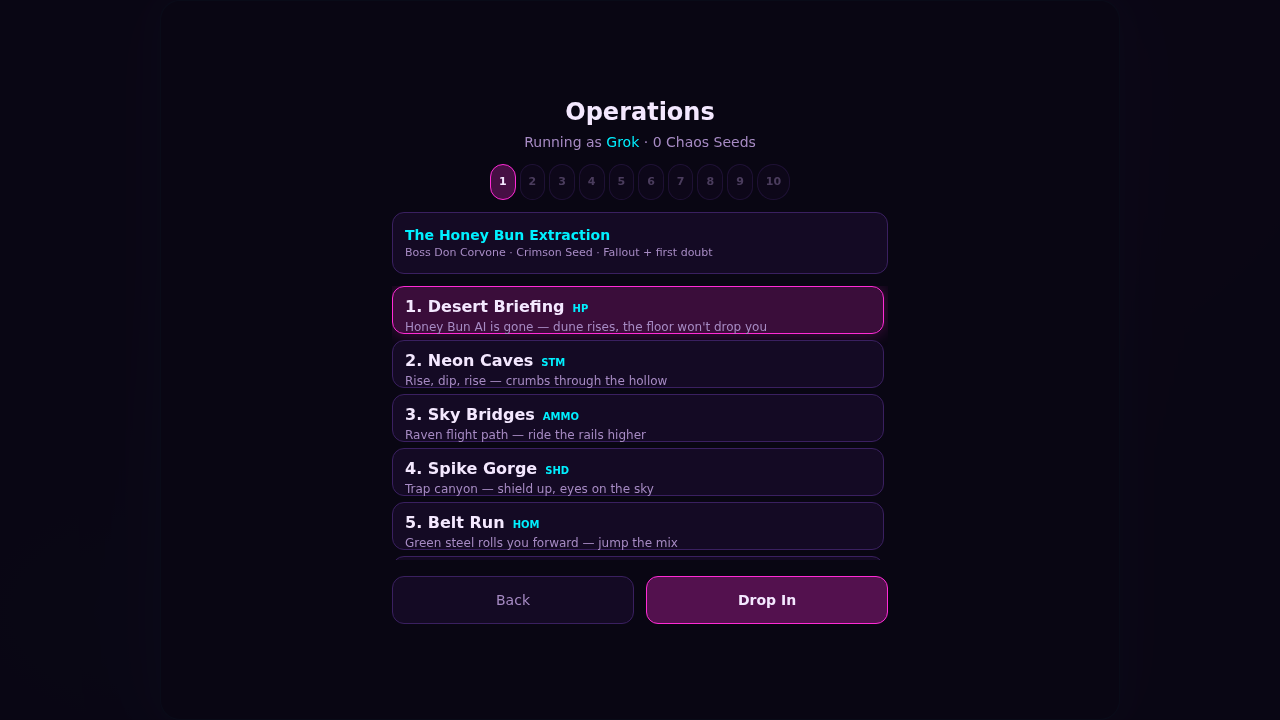 Operations
Running as Grok · 0 Chaos Seeds
1 2 3 4 5 6 7 8 9 10
The Honey Bun Extraction
Boss Don Corvone · Crimson Seed · Fallout + first doubt
1. Desert Briefing HP
Honey Bun AI is gone — dune rises, the floor won't drop you
2. Neon Caves STM
Rise, dip, rise — crumbs through the hollow
3. Sky Bridges AMMO
Raven flight path — ride the rails higher
4. Spike Gorge SHD
Trap canyon — shield up, eyes on the sky
5. Belt Run HOM
Green steel rolls you forward — jump the mix
Back Drop In